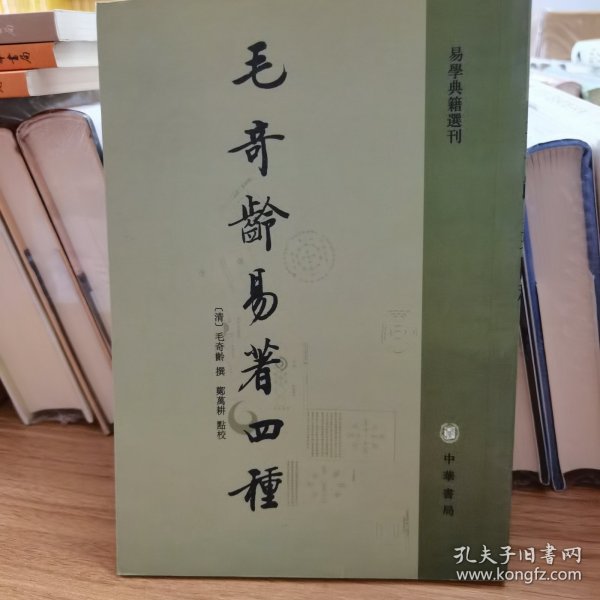 毛奇齡易著四種
〔清〕毛奇齡 撰 鄭萬耕 點校
易學典籍選刊
中華書局
孔夫子旧书网
www.kongfz.com